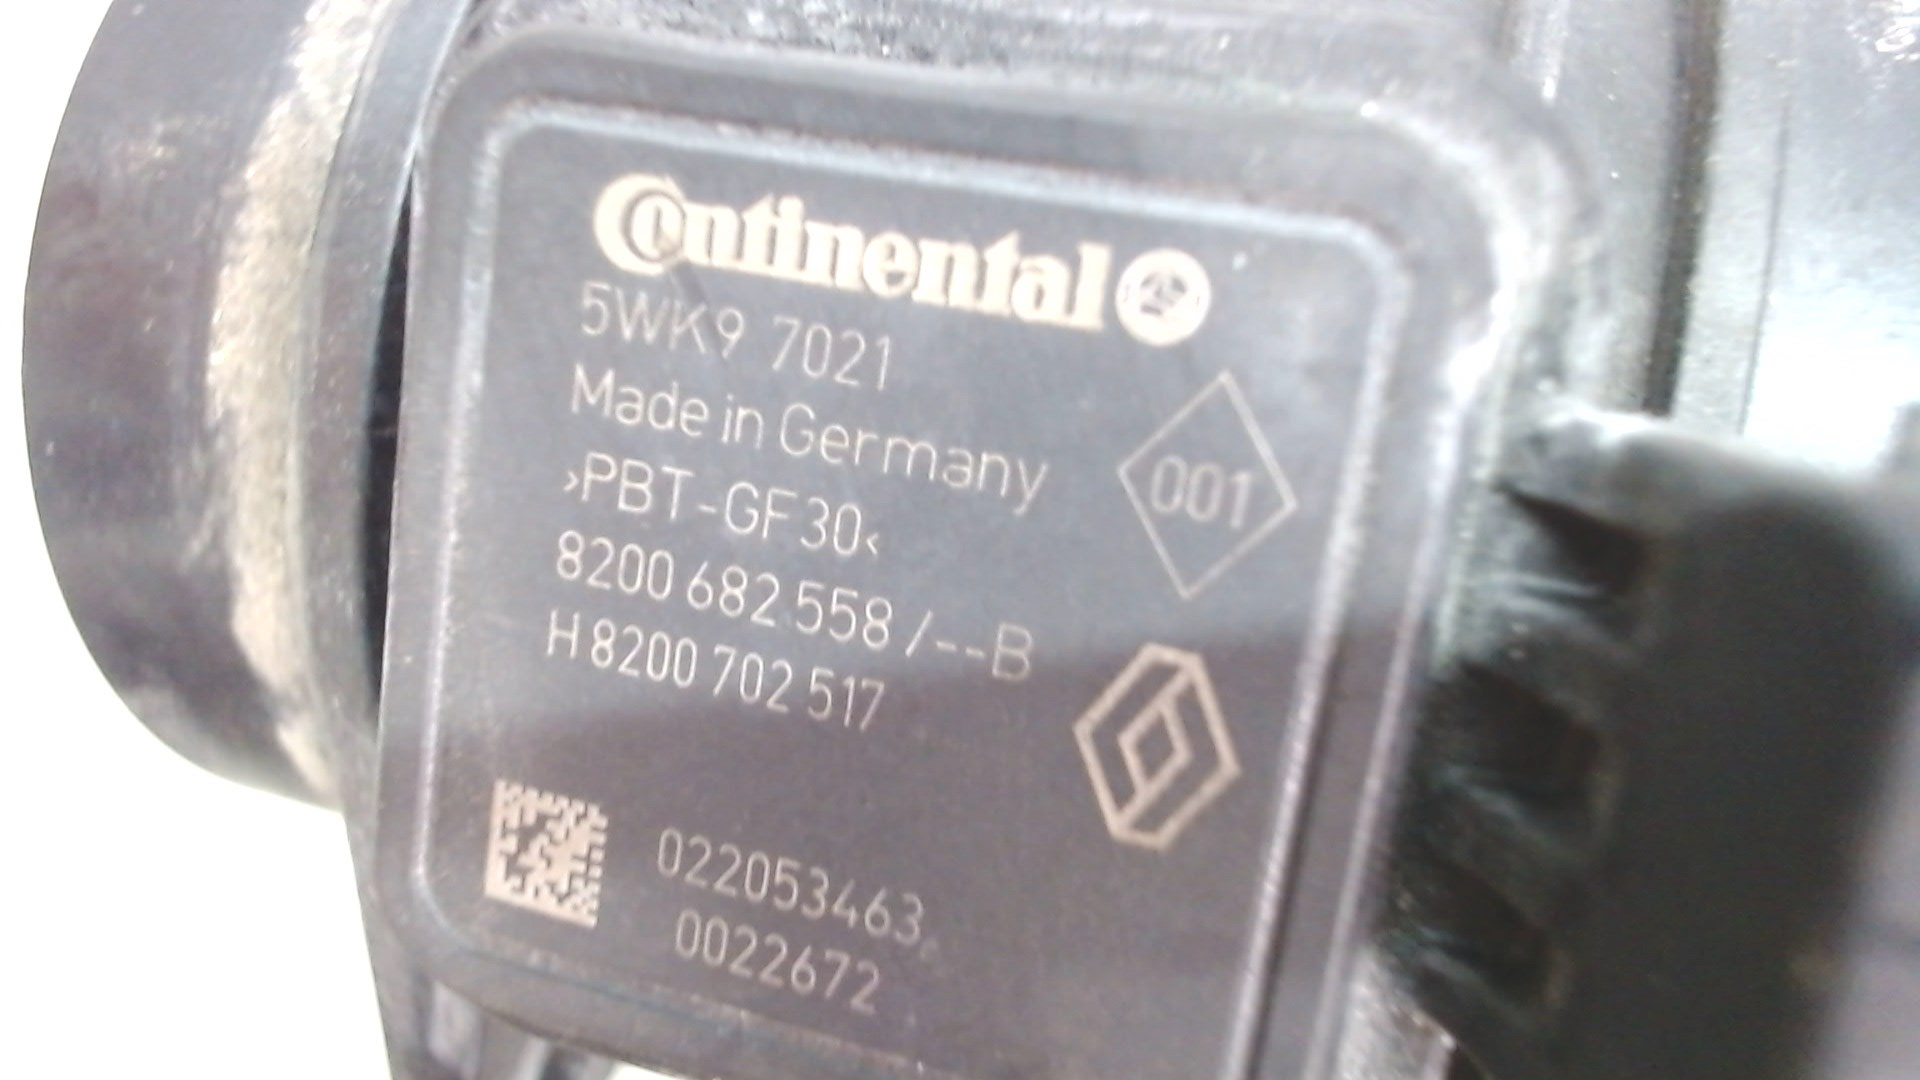 Continental
5WK9 7021
Made in Germany
>PBT-GF30<
001
8200 682 558 /--B
H 8200 702 517
022053463
0022672